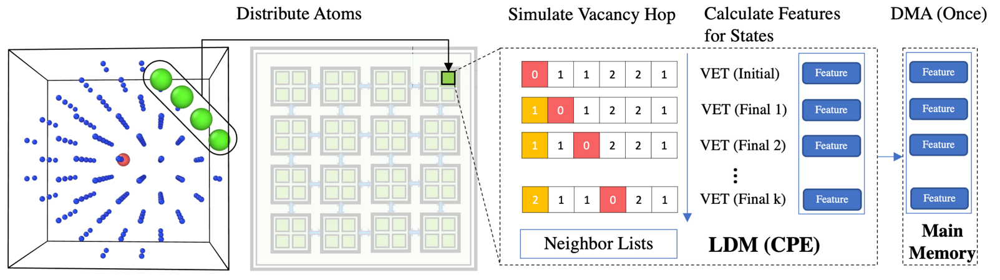 Distribute Atoms
Simulate Vacancy Hop
Calculate Features
for States
DMA (Once)
0 1 1 2 2 1
VET (Initial)
Feature
Feature
1 0 1 2 2 1
VET (Final 1)
Feature
Feature
1 1 0 2 2 1
VET (Final 2)
Feature
Feature
2 1 1 0 2 1
VET (Final k)
Feature
Feature
Neighbor Lists
LDM (CPE)
Main
Memory